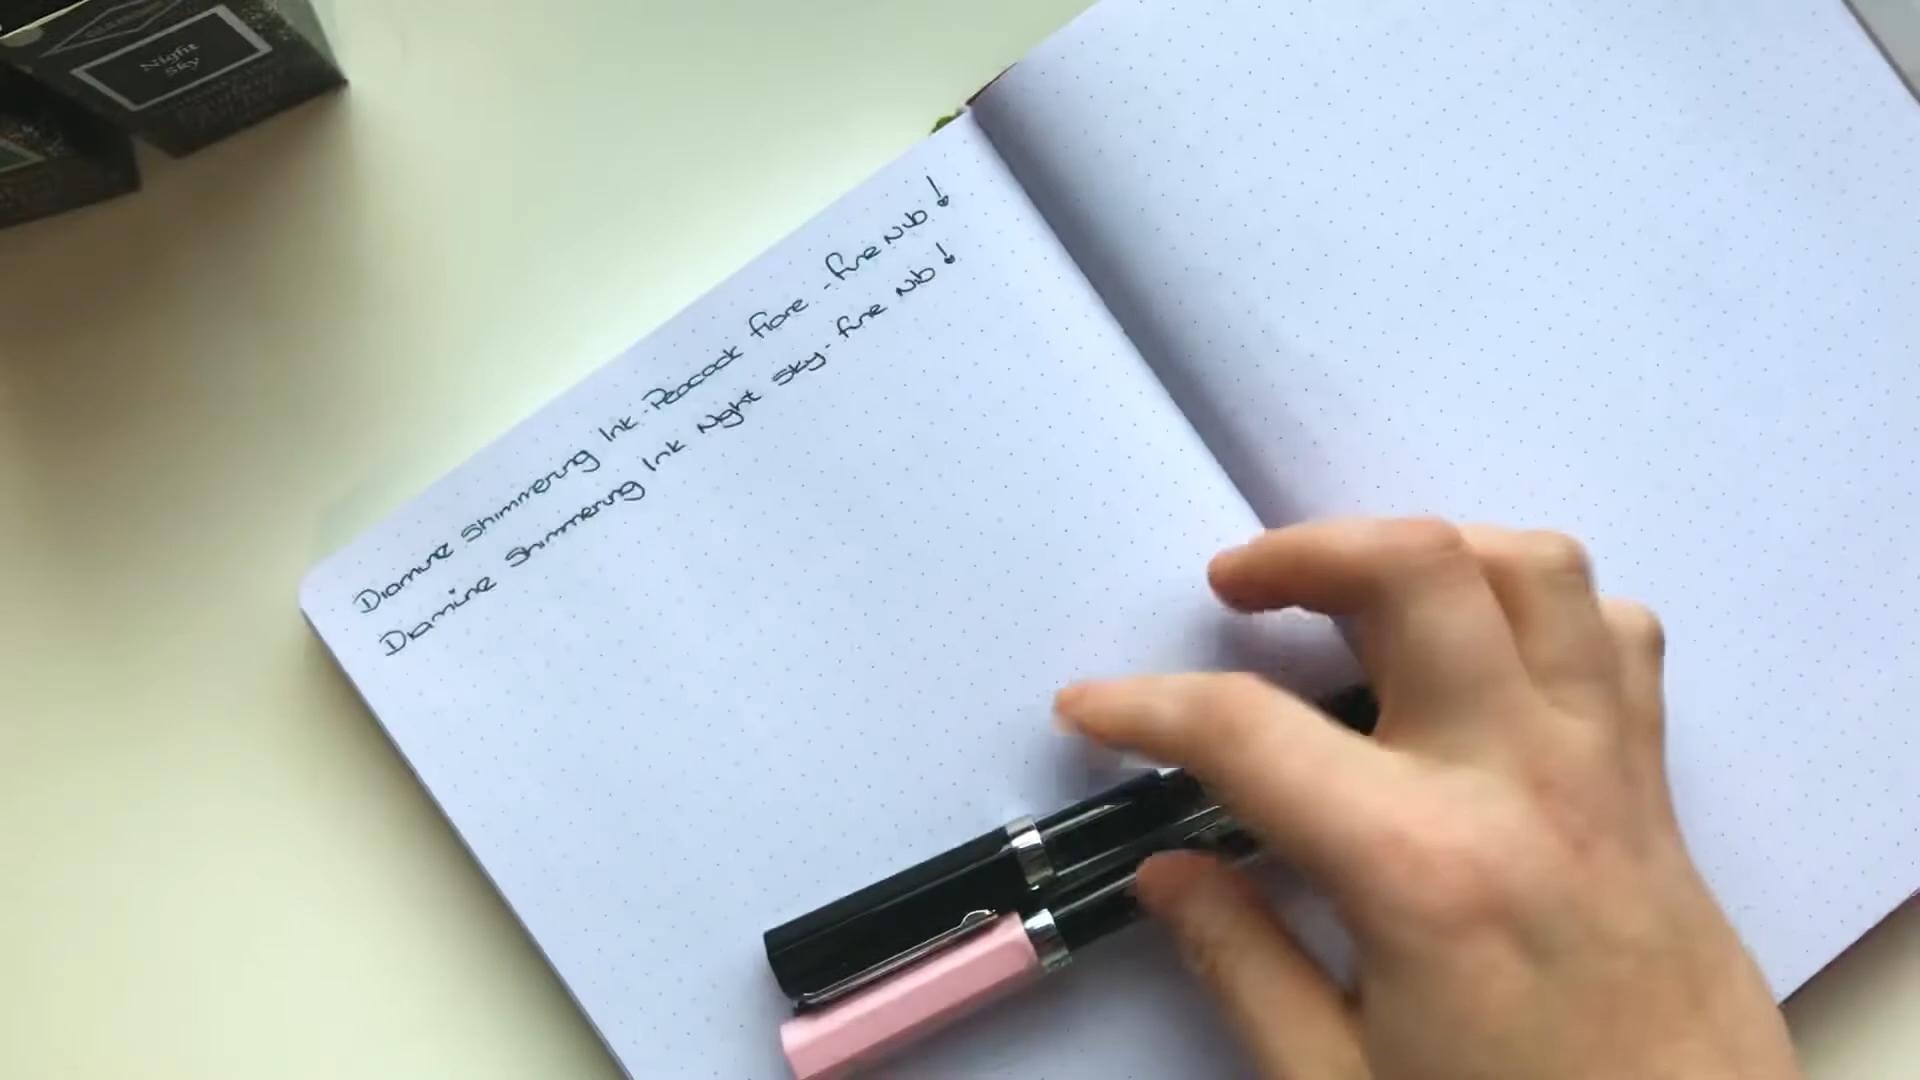 Night
Sky
Diamine Shimmering Ink - Peacock flare - fine Nib!
Diamine Shimmering Ink Night Sky - fine Nib!